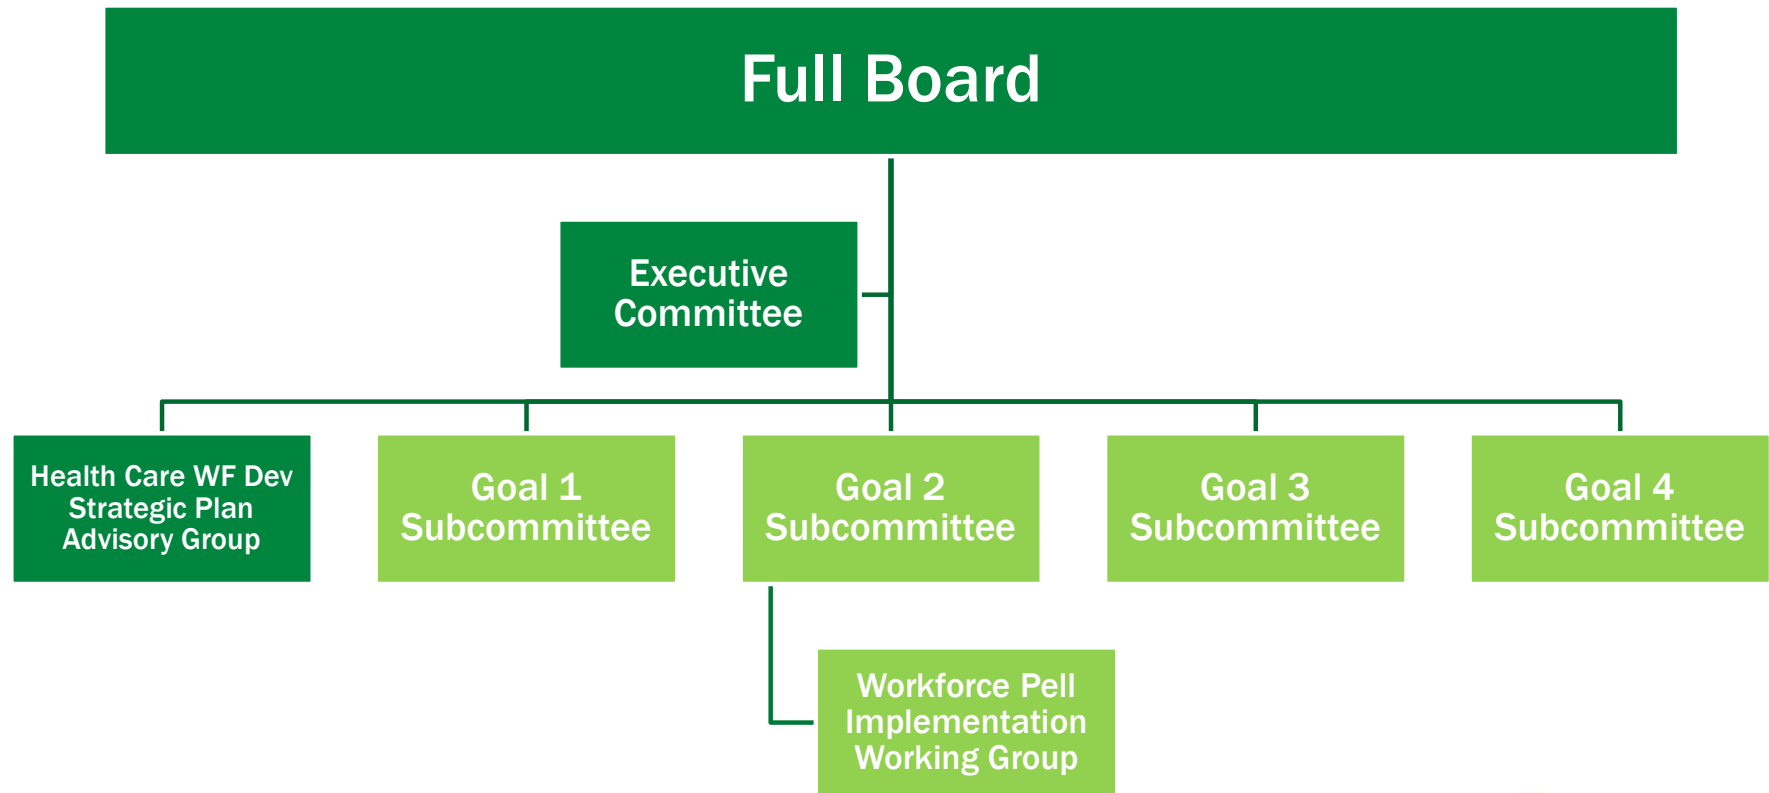 Full Board
Executive
Committee
Health Care WF Dev
Strategic Plan
Advisory Group
Goal 1
Subcommittee
Goal 2
Subcommittee
Goal 3
Subcommittee
Goal 4
Subcommittee
Workforce Pell
Implementation
Working Group